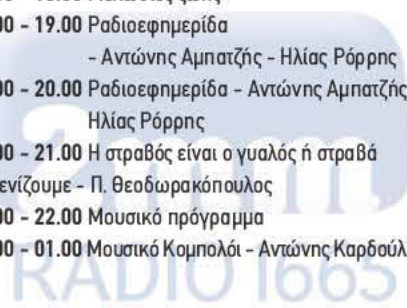 00 - 19.00 Ραδιοεφημερίδα
- Αντώνης Αμπατζής - Ηλίας Ρόρρης
00 - 20.00 Ραδιοεφημερίδα - Αντώνης Αμπατζής
Ηλίας Ρόρρης
00 - 21.00 Η στραβός είναι ο γυαλός ή στραβά
ενίζουμε - Π. Θεοδωρακόπουλος
00 - 22.00 Μουσικό πρόγραμμα
00 - 01.00 Μουσικό Κομπολόι - Αντώνης Καρδούλ
2mm
RADIO 1665